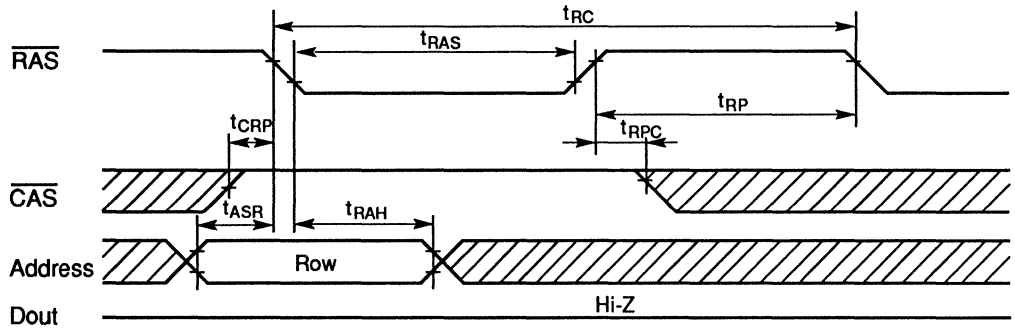 tRC
tRAS
RAS
tRP
tCRP
tRPC
CAS
tASR
tRAH
Address
Row
Hi-Z
Dout